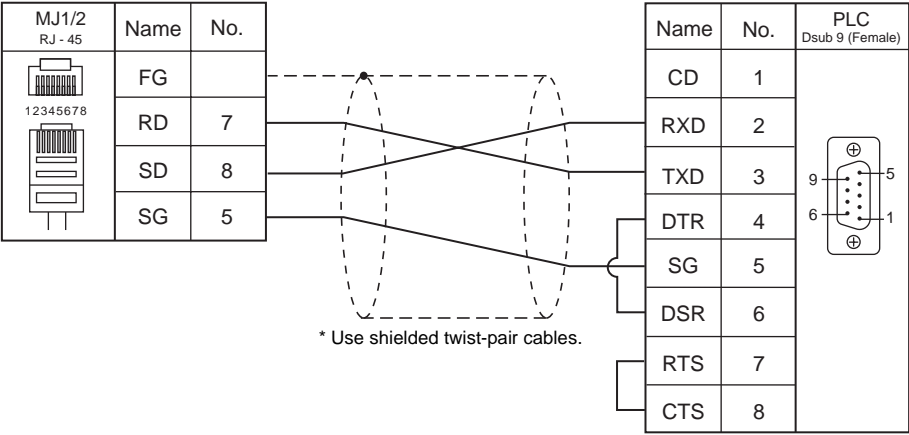 MJ1/2
RJ - 45
Name No.
12345678
FG
RD 7
SD 8
SG 5
* Use shielded twist-pair cables.
Name No.
PLC
Dsub 9 (Female)
CD 1
RXD 2
TXD 3
DTR 4
SG 5
DSR 6
RTS 7
CTS 8
9 5
6 1